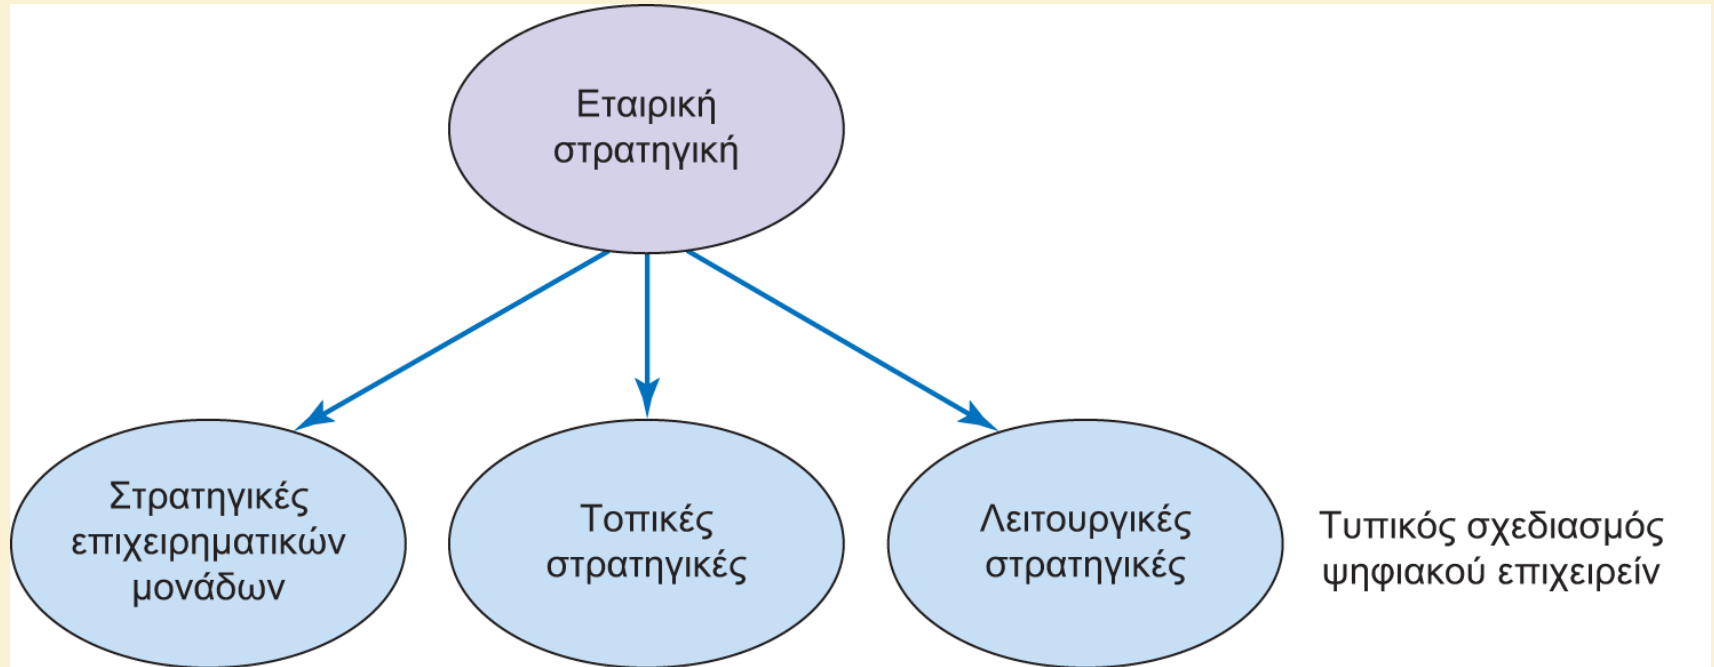 Εταιρική
στρατηγική
Στρατηγικές
επιχειρηματικών
μονάδων
Τοπικές
στρατηγικές
Λειτουργικές
στρατηγικές
Τυπικός σχεδιασμός
ψηφιακού επιχειρείν